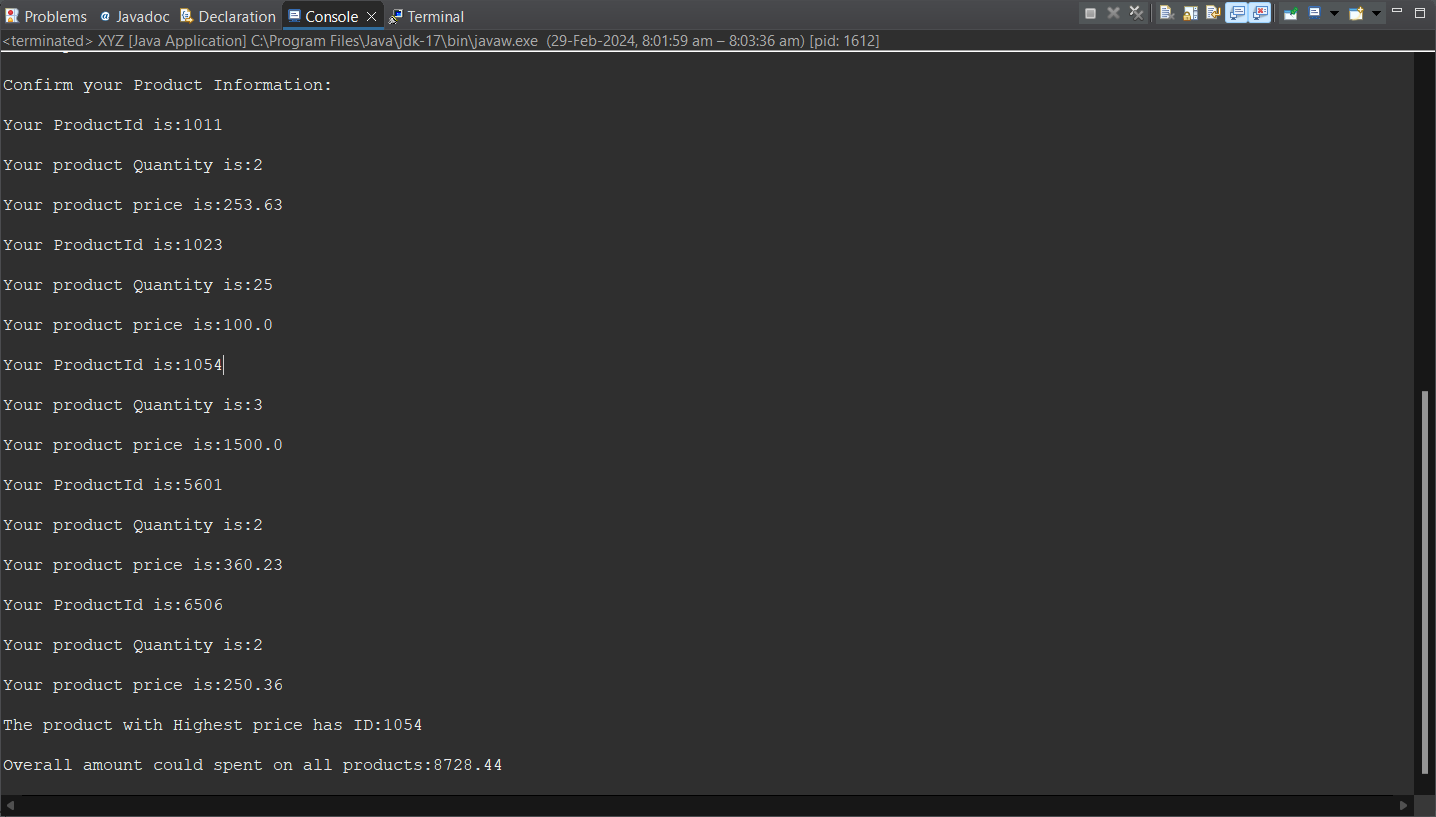 Problems Javadoc Declaration Console Terminal
<terminated> XYZ [Java Application] C:\Program Files\Java\jdk-17\bin\javaw.exe (29-Feb-2024, 8:01:59 am – 8:03:36 am) [pid: 1612]
Confirm your Product Information:
Your ProductId is:1011
Your product Quantity is:2
Your product price is:253.63
Your ProductId is:1023
Your product Quantity is:25
Your product price is:100.0
Your ProductId is:1054
Your product Quantity is:3
Your product price is:1500.0
Your ProductId is:5601
Your product Quantity is:2
Your product price is:360.23
Your ProductId is:6506
Your product Quantity is:2
Your product price is:250.36
The product with Highest price has ID:1054
Overall amount could spent on all products:8728.44